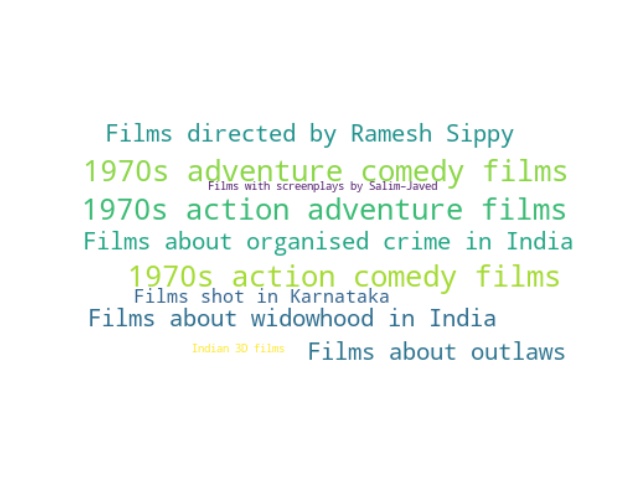 Films directed by Ramesh Sippy
1970s adventure comedy films
Films with screenplays by Salim-Javed
1970s action adventure films
Films about organised crime in India
1970s action comedy films
Films shot in Karnataka
Films about widowhood in India
Indian 3D films
Films about outlaws